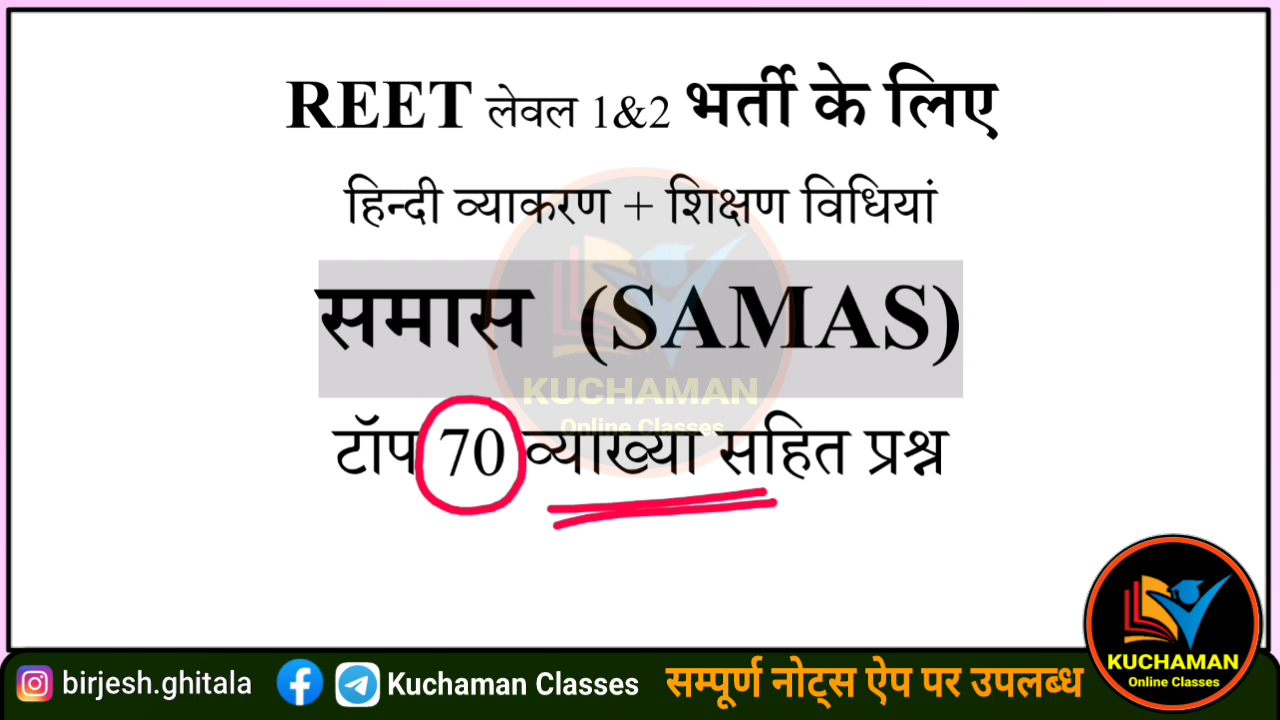 REET लेवल 1&2 भर्ती के लिए
हिन्दी व्याकरण + शिक्षण विधियां
समास (SAMAS)
KUCHAMAN
Online Classes
टॉप 70 व्याख्या सहित प्रश्न
KUCHAMAN
Online Classes
birjesh.ghitala Kuchaman Classes सम्पूर्ण नोट्स ऐप पर उपलब्ध